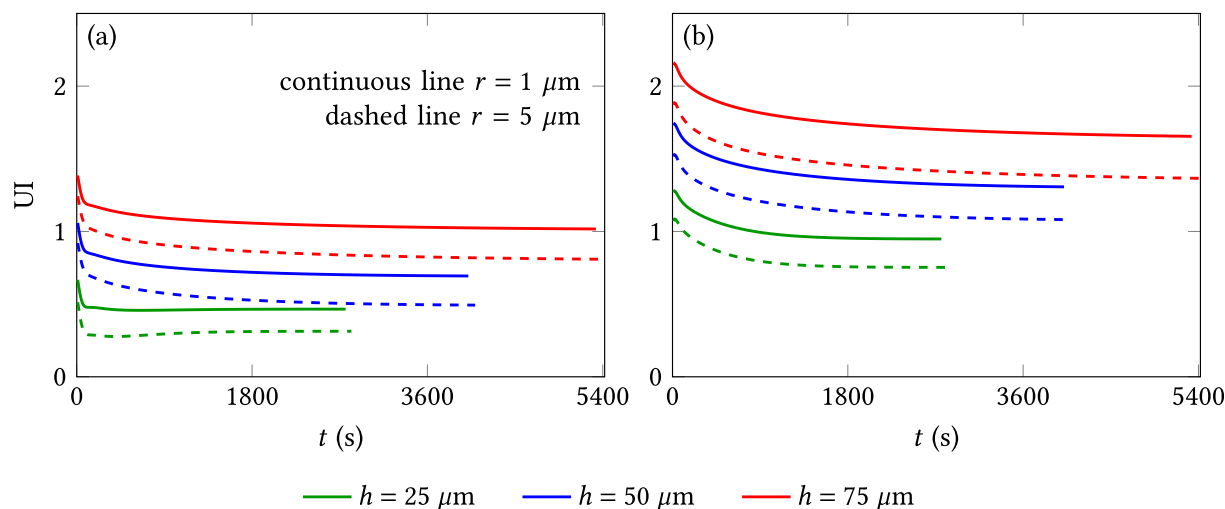 (a)
continuous line r = 1 μm
dashed line r = 5 μm
UI
2
1
0
0 1800 3600 5400
t (s)
(b)
2
1
0
0 1800 3600 5400
t (s)
h = 25 μm h = 50 μm h = 75 μm